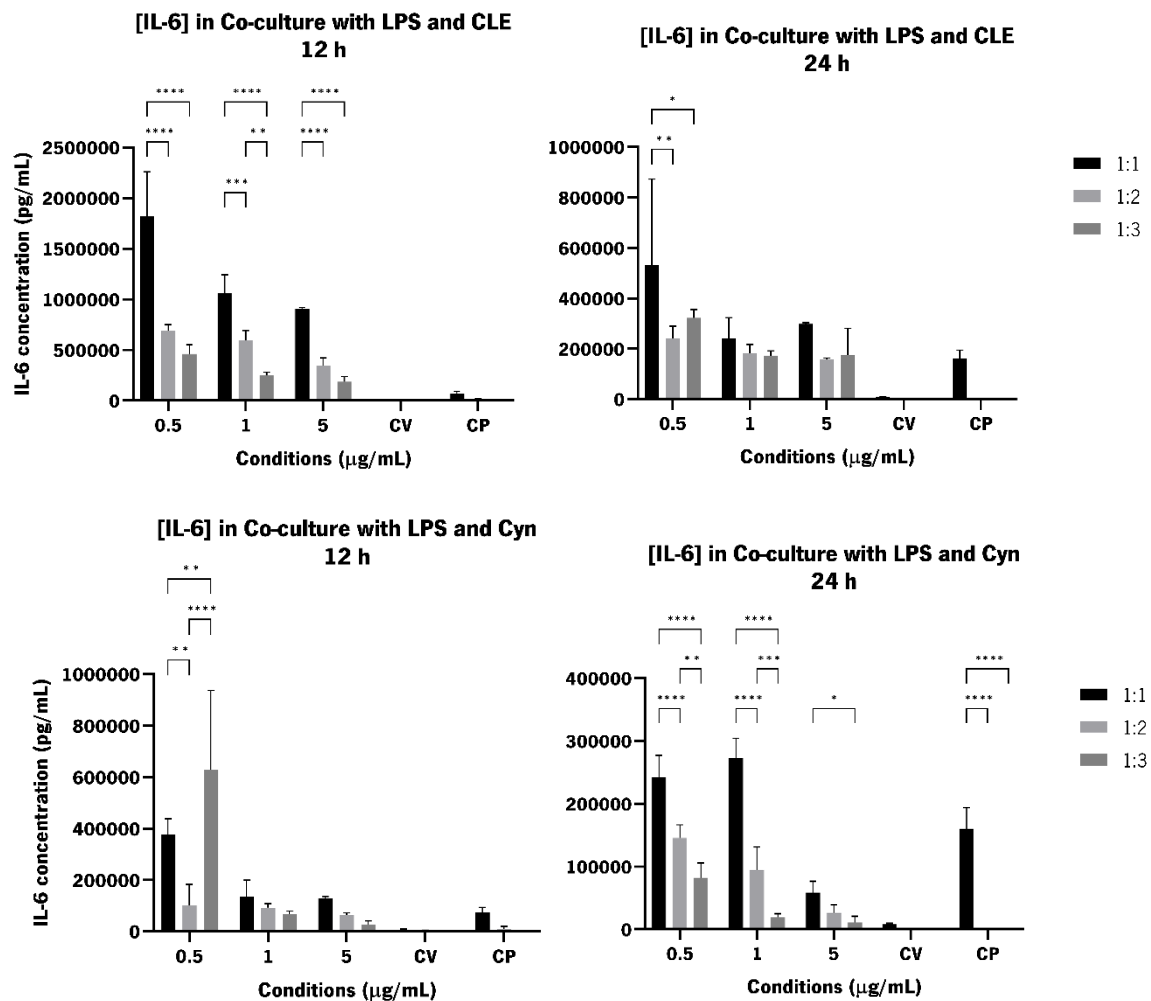 [IL-6] in Co-culture with LPS and CLE
12 h
**** **** ****
**** ** ****
***
IL-6 concentration (pg/mL)
2500000
2000000
1500000
1000000
500000
0
0.5 1 5 CV CP
Conditions (μg/mL)
[IL-6] in Co-culture with LPS and CLE
24 h
*
**
1000000
800000
600000
400000
200000
0
0.5 1 5 CV CP
Conditions (μg/mL)
1:1
1:2
1:3
[IL-6] in Co-culture with LPS and Cyn
12 h
**
****
**
IL-6 concentration (pg/mL)
1000000
800000
600000
400000
200000
0
0.5 1 5 CV CP
Conditions (μg/mL)
[IL-6] in Co-culture with LPS and Cyn
24 h
**** ****
** *** ****
**** **** * ****
400000
300000
200000
100000
0
0.5 1 5 CV CP
Conditions (μg/mL)
1:1
1:2
1:3